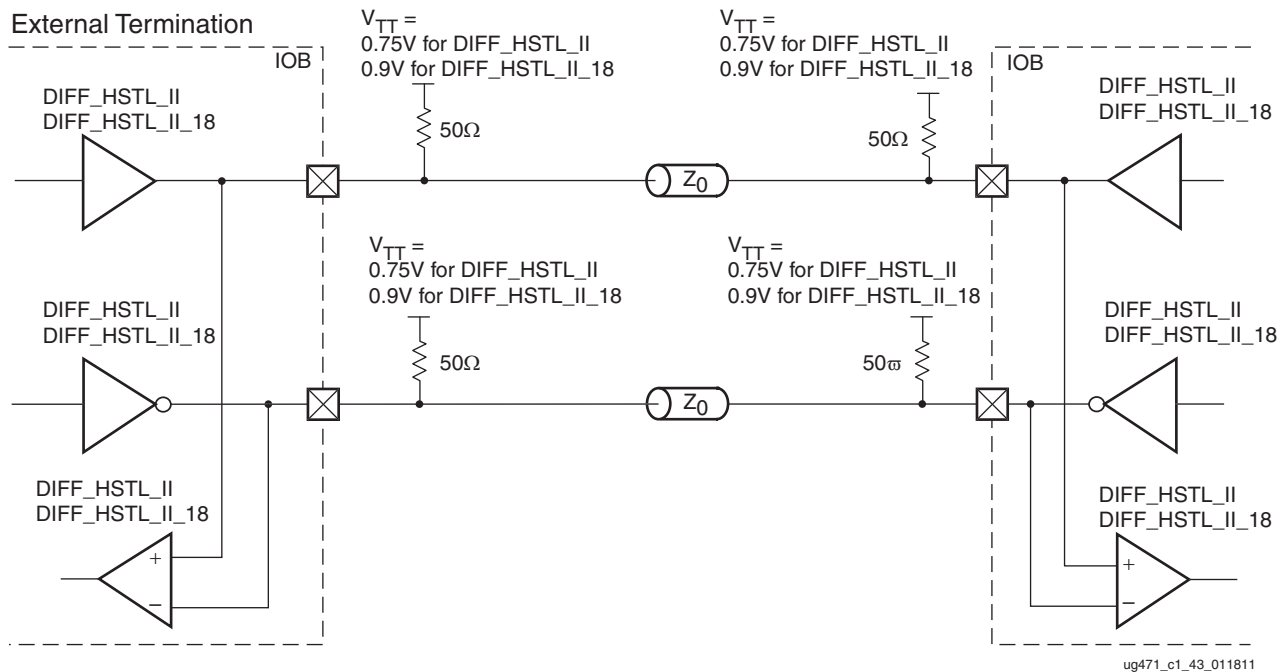 External Termination
IOB
V_TT =
0.75V for DIFF_HSTL_II
0.9V for DIFF_HSTL_II_18
V_TT =
0.75V for DIFF_HSTL_II
0.9V for DIFF_HSTL_II_18
IOB
DIFF_HSTL_II
DIFF_HSTL_II_18
50Ω
Z0
50Ω
DIFF_HSTL_II
DIFF_HSTL_II_18
V_TT =
0.75V for DIFF_HSTL_II
0.9V for DIFF_HSTL_II_18
V_TT =
0.75V for DIFF_HSTL_II
0.9V for DIFF_HSTL_II_18
DIFF_HSTL_II
DIFF_HSTL_II_18
50Ω
Z0
50ϖ
DIFF_HSTL_II
DIFF_HSTL_II_18
DIFF_HSTL_II
DIFF_HSTL_II_18
+
−
DIFF_HSTL_II
DIFF_HSTL_II_18
+
−
ug471_c1_43_011811